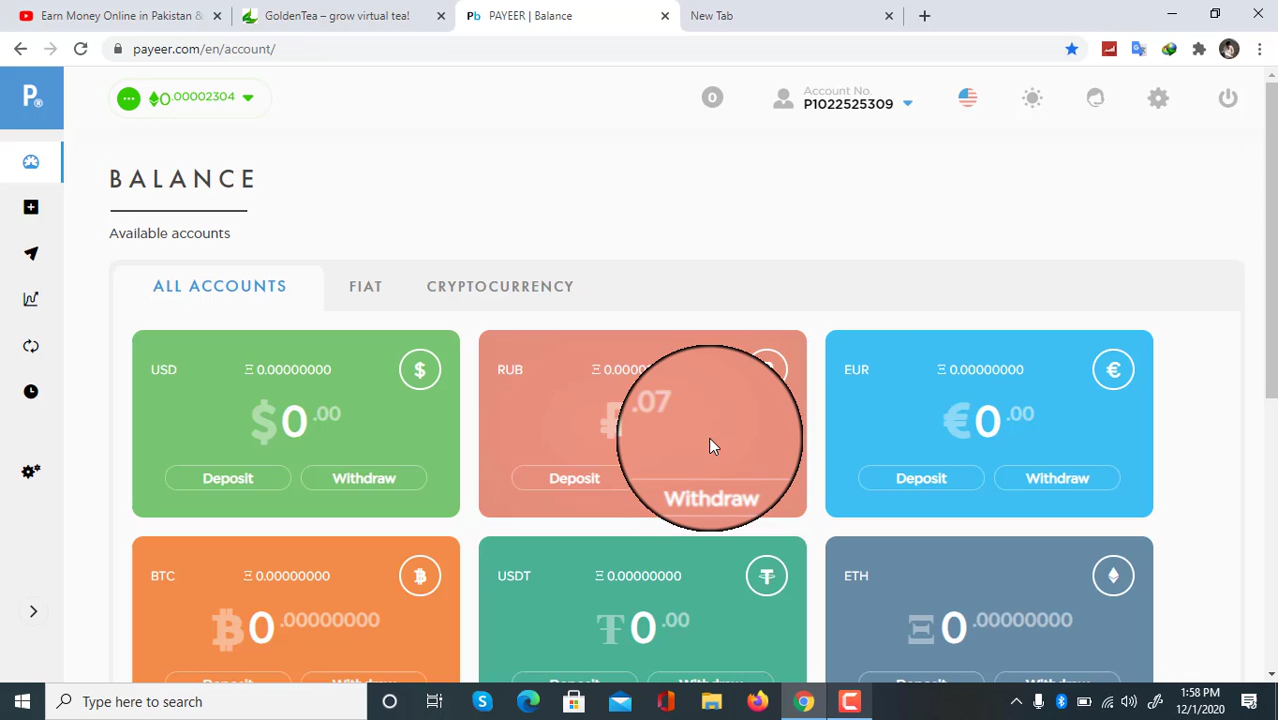 Earn Money Online in Pakistan &
GoldenTea – grow virtual tea!
PAYEER | Balance
New Tab
payeer.com/en/account/
P®
0.00002304
0
Account No.
P1022525309
BALANCE
Available accounts
ALL ACCOUNTS
FIAT
CRYPTOCURRENCY
USD Ξ 0.00000000 $
$0.00
Deposit Withdraw
RUB Ξ 0.0000
.07
Deposit Withdraw
EUR Ξ 0.00000000 €
€0.00
Deposit Withdraw
BTC Ξ 0.00000000
0.00000000
USDT Ξ 0.00000000
0.00
ETH
Ξ0.00000000
Type here to search
1:58 PM
12/1/2020